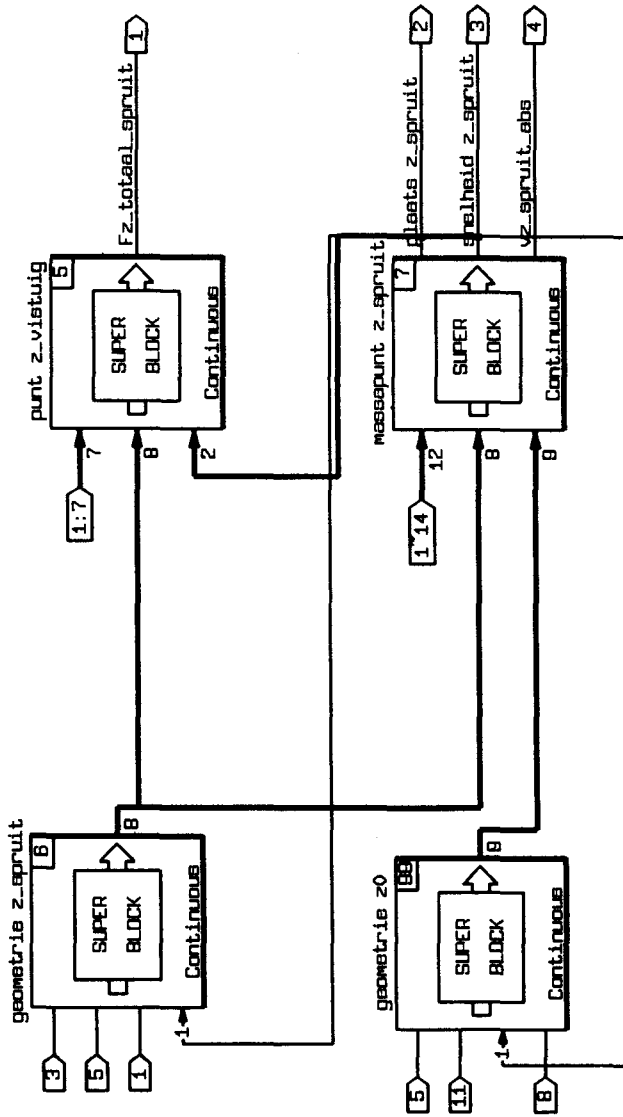 geometrie z_spruit
6
3
5
1
1
SUPER
BLOCK
Continuous
8
punt z_vistuig
5
1:7
7
8
2
SUPER
BLOCK
Continuous
Fz_totaal_spruit
1
geometrie z0
5
11
1
8
SUPER
BLOCK
Continuous
9
massapunt z_spruit
7
1~14
12
8
9
SUPER
BLOCK
Continuous
plaats z_spruit
2
snelheid z_spruit
3
vz_spruit_abs
4